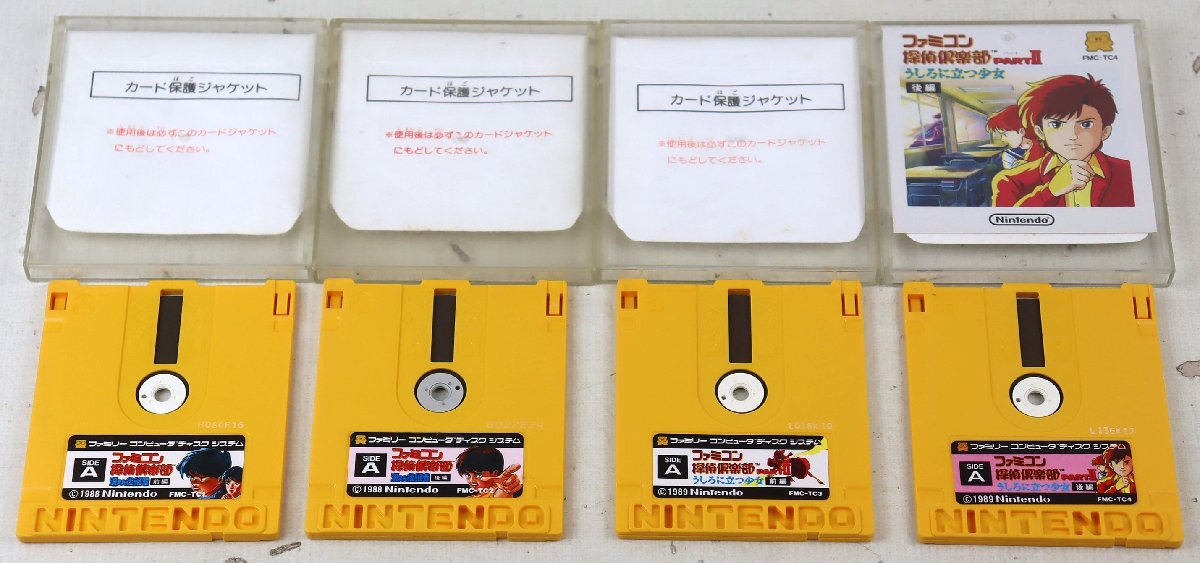 カード保護ジャケット
ほご
※使用後は必ずこのカードジャケット
にもどしてください。
カード保護ジャケット
ほご
※使用後は必ずこのカードジャケット
にもどしてください。
カード保護ジャケット
ほご
※使用後は必ずこのカードジャケット
にもどしてください。
ファミコン
探偵倶楽部™ PARTII
うしろに立つ少女
後編
FMC-TC4
Nintendo
ファミリー コンピュータ ディスク システム
SIDE
A
ファミコン
探偵倶楽部
前編
©1988 Nintendo FMC-TC1
NINTENDO
ファミリー コンピュータ ディスク システム
SIDE
A
ファミコン
探偵倶楽部
後編
©1988 Nintendo FMC-TC2
NINTENDO
ファミリー コンピュータ ディスク システム
SIDE
A
ファミコン
探偵倶楽部 PARTII
うしろに立つ少女 前編
©1989 Nintendo FMC-TC3
NINTENDO
ファミリー コンピュータ ディスク システム
SIDE
A
ファミコン
探偵倶楽部 PARTII
うしろに立つ少女 後編
©1989 Nintendo FMC-TC4
NINTENDO